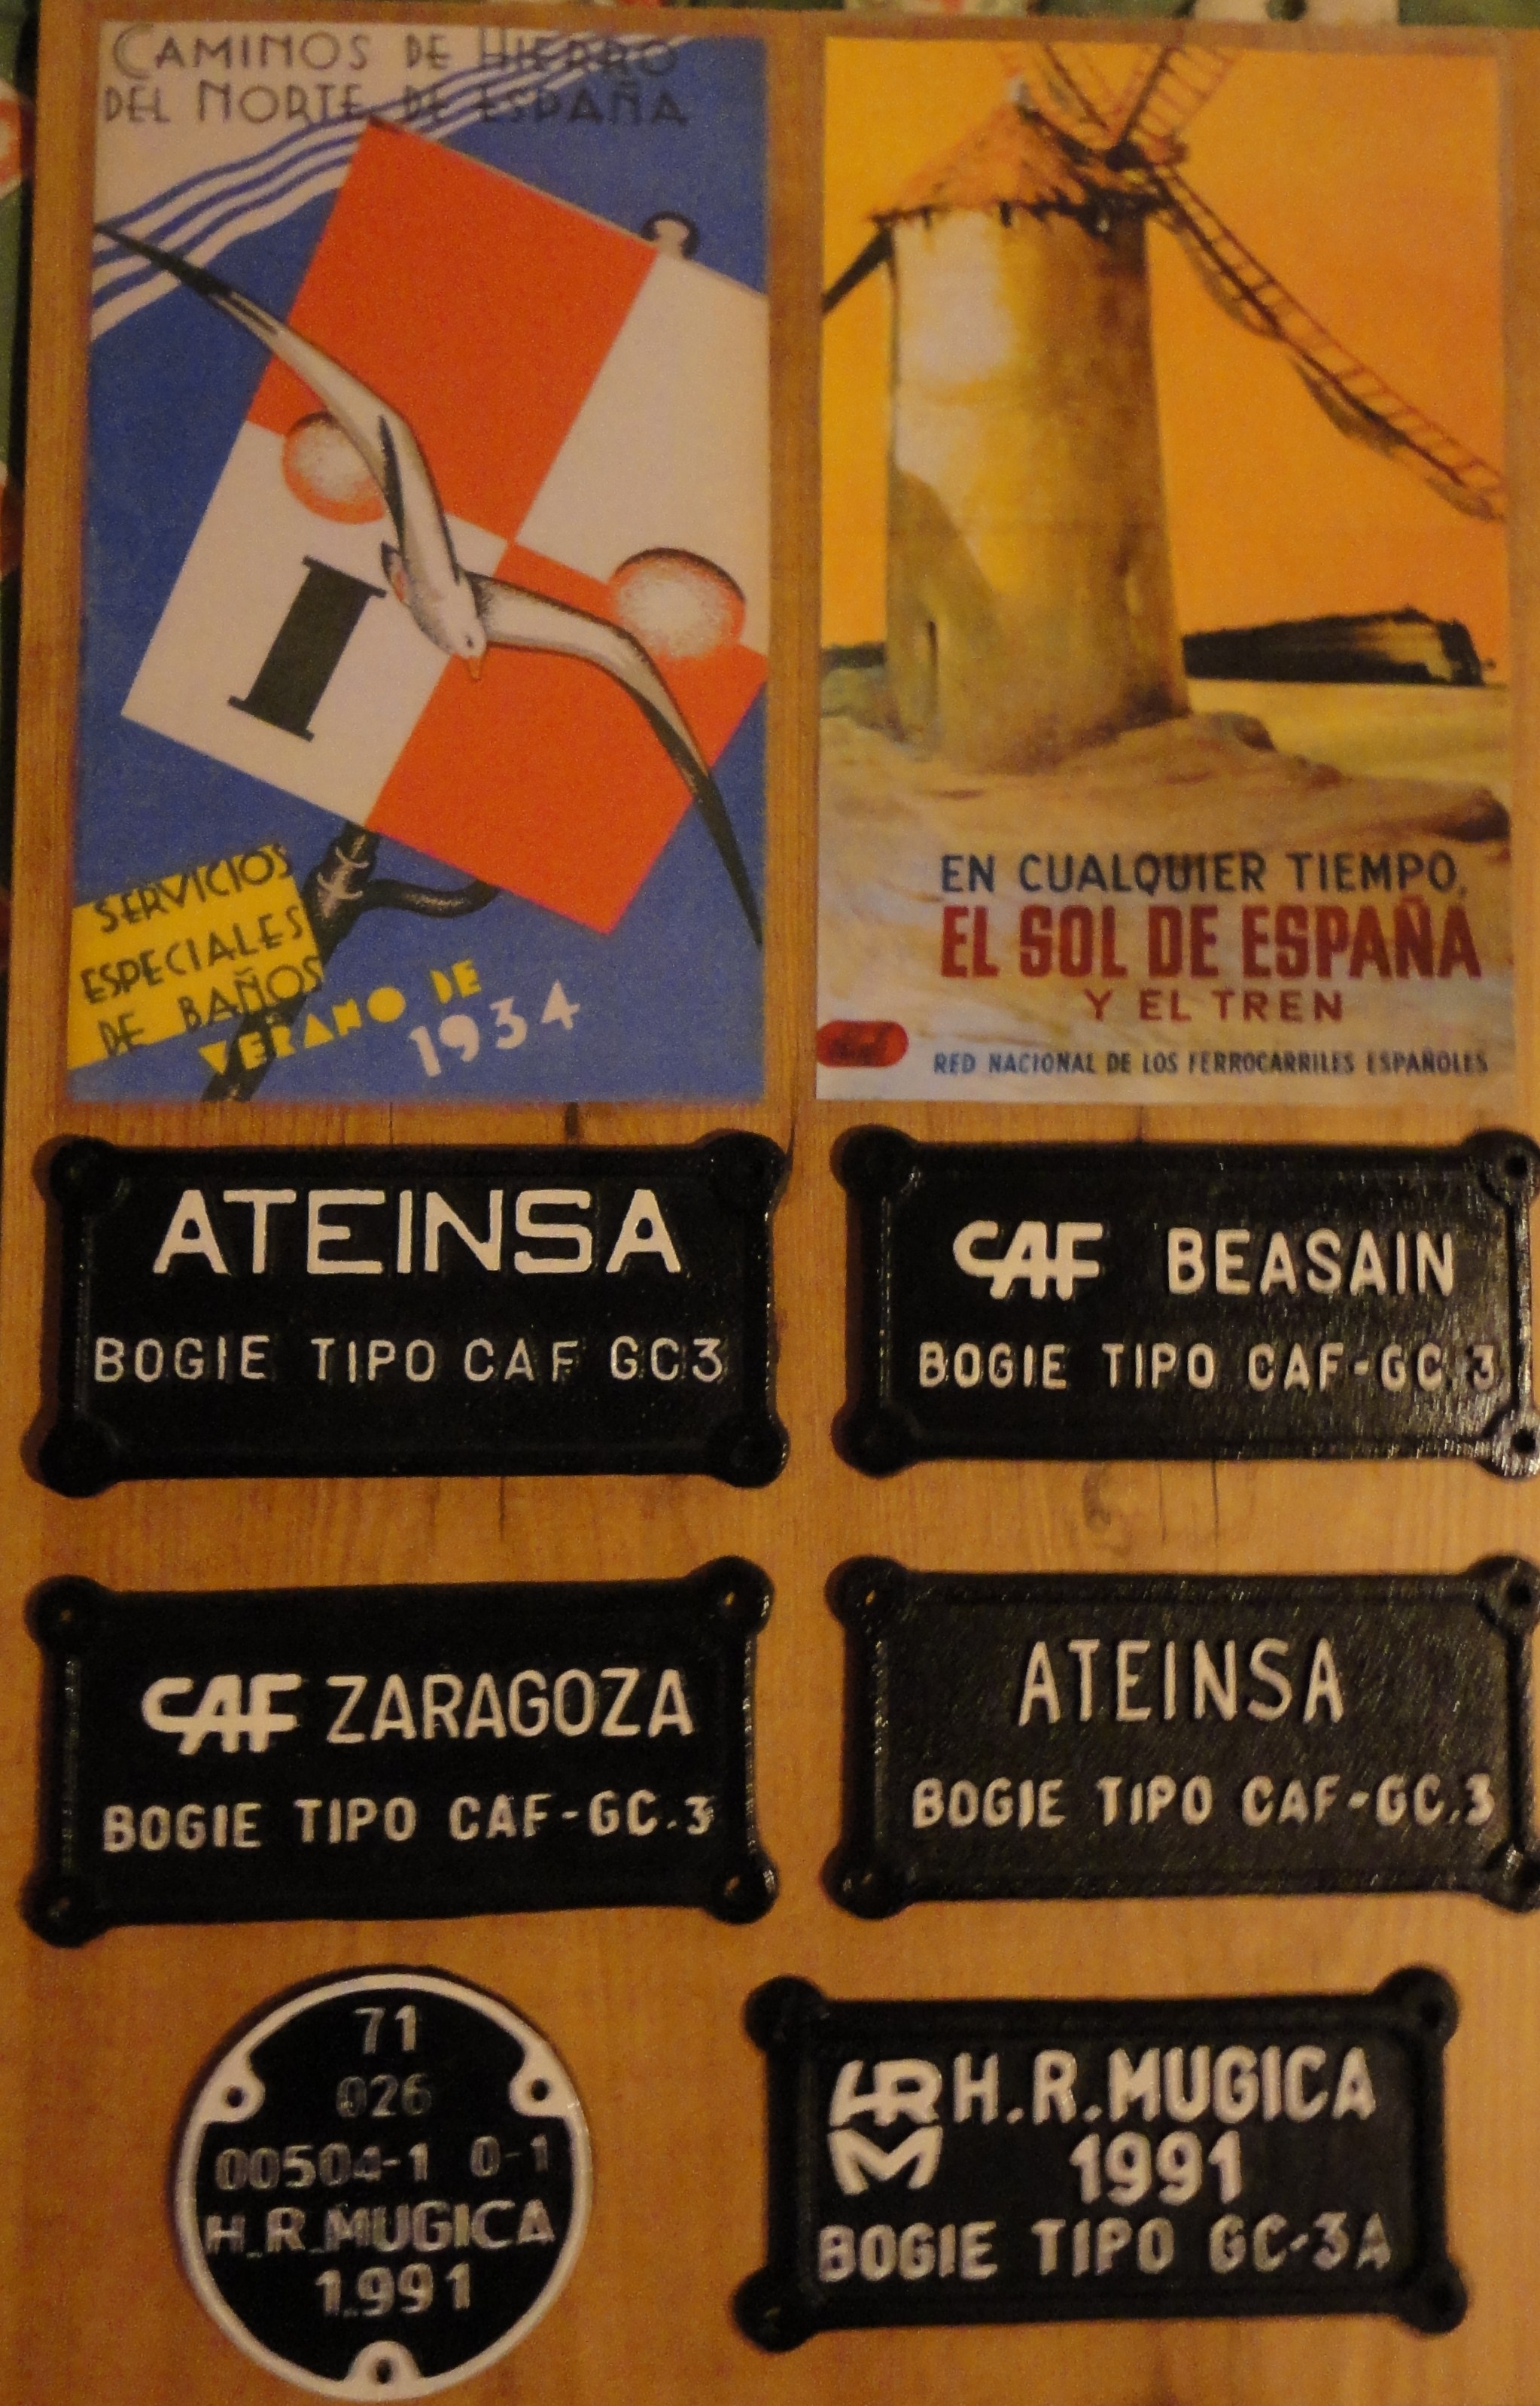 CAMINOS DE HIERRO
DEL NORTE DE ESPAÑA
I
SERVICIOS
ESPECIALES
DE BAÑOS
VERANO DE
1934
EN CUALQUIER TIEMPO,
EL SOL DE ESPAÑA
Y EL TREN
RED NACIONAL DE LOS FERROCARRILES ESPAÑOLES
ATEINSA
BOGIE TIPO CAF GC3
CAF BEASAIN
BOGIE TIPO CAF-GC.3
CAF ZARAGOZA
BOGIE TIPO CAF-GC.3
ATEINSA
BOGIE TIPO CAF-GC.3
71
026
00504-1 0-1
H.R.MUGICA
1.991
HRM H.R.MUGICA
1991
BOGIE TIPO GC-3A